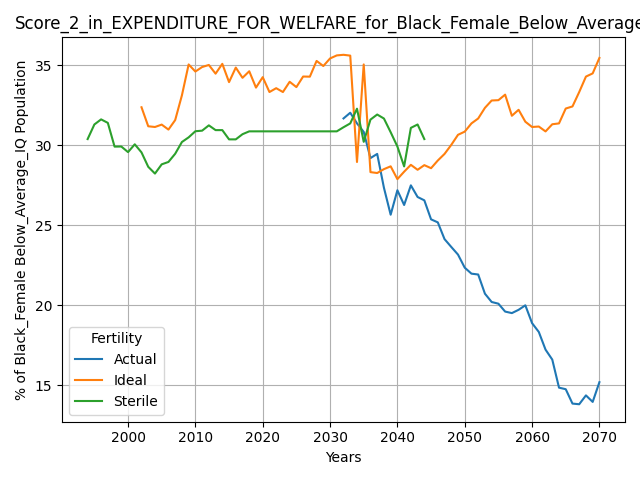 Score_2_in_EXPENDITURE_FOR_WELFARE_for_Black_Female_Below_Average
% of Black_Female Below_Average_IQ Population
35
30
25
20
15
Fertility
Actual
Ideal
Sterile
2000 2010 2020 2030 2040 2050 2060 2070
Years